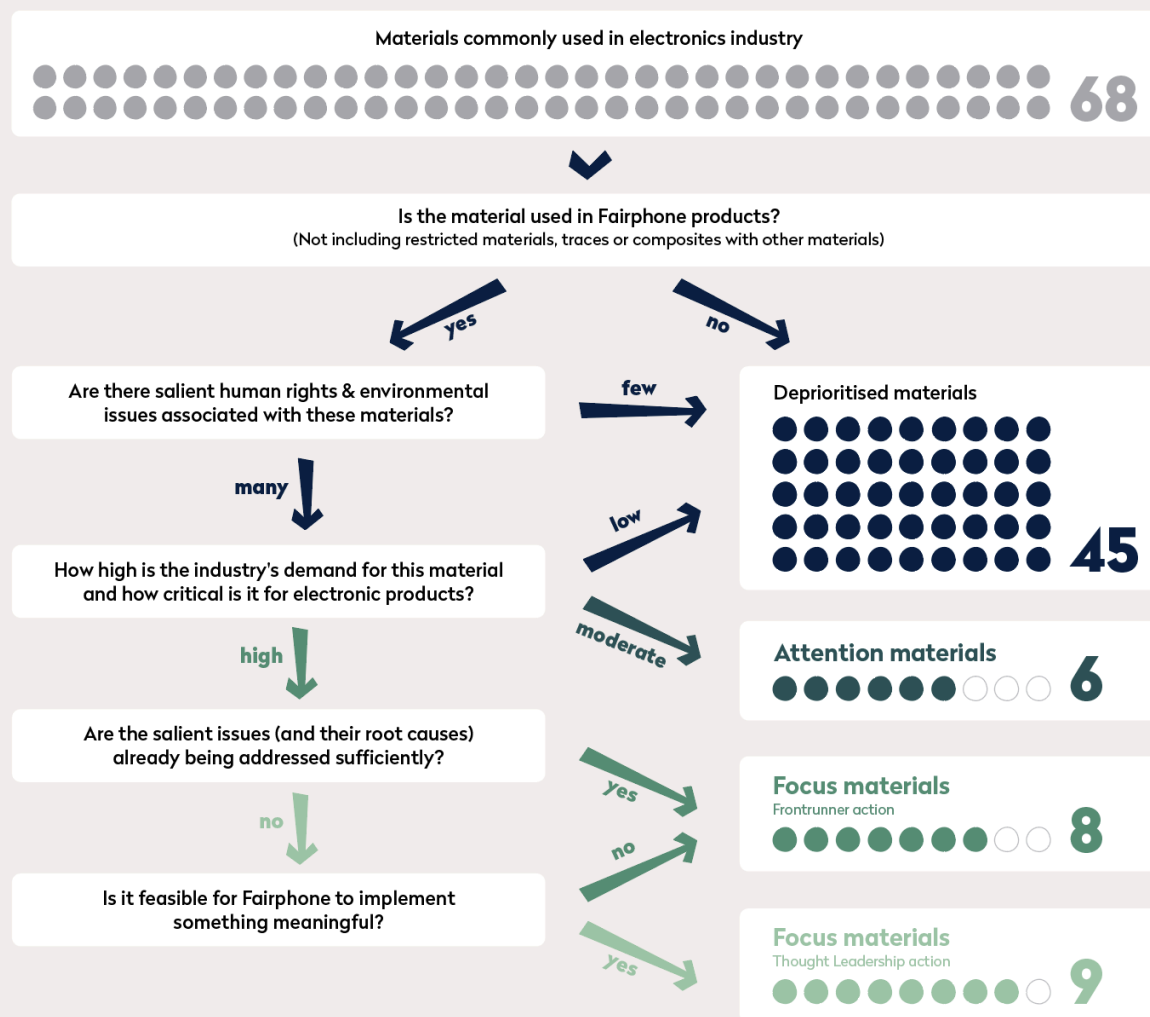 Materials commonly used in electronics industry
68
Is the material used in Fairphone products?
(Not including restricted materials, traces or composites with other materials)
yes
no
Are there salient human rights & environmental
issues associated with these materials?
few
Deprioritised materials
45
many
low
How high is the industry's demand for this material
and how critical is it for electronic products?
moderate
Attention materials
6
high
Are the salient issues (and their root causes)
already being addressed sufficiently?
yes
Focus materials
Frontrunner action
8
no
no
Is it feasible for Fairphone to implement
something meaningful?
yes
Focus materials
Thought Leadership action
9